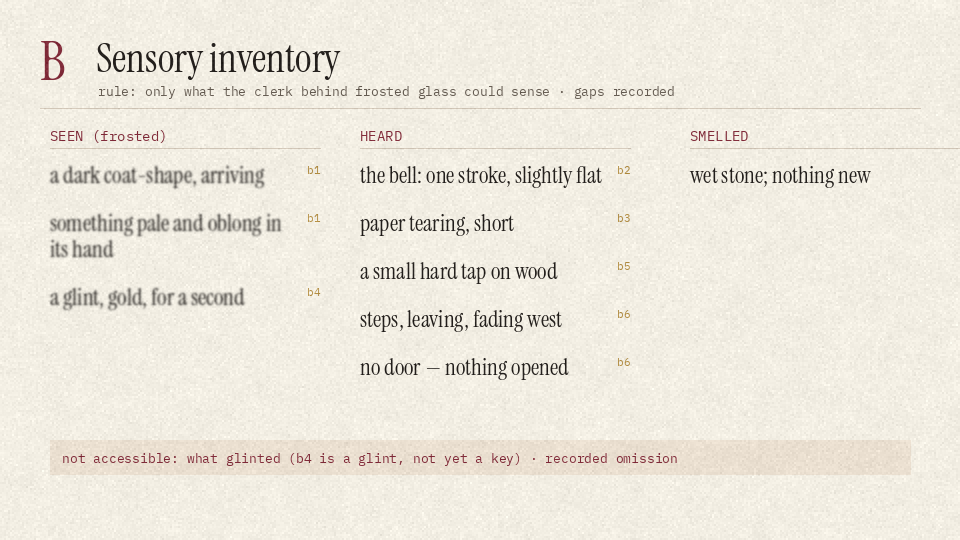 B Sensory inventory
rule: only what the clerk behind frosted glass could sense · gaps recorded
SEEN (frosted)
a dark coat-shape, arriving b1
something pale and oblong in b1
its hand
a glint, gold, for a second b4
HEARD
the bell: one stroke, slightly flat b2
paper tearing, short b3
a small hard tap on wood b5
steps, leaving, fading west b6
no door — nothing opened b6
SMELLED
wet stone; nothing new
not accessible: what glinted (b4 is a glint, not yet a key) · recorded omission